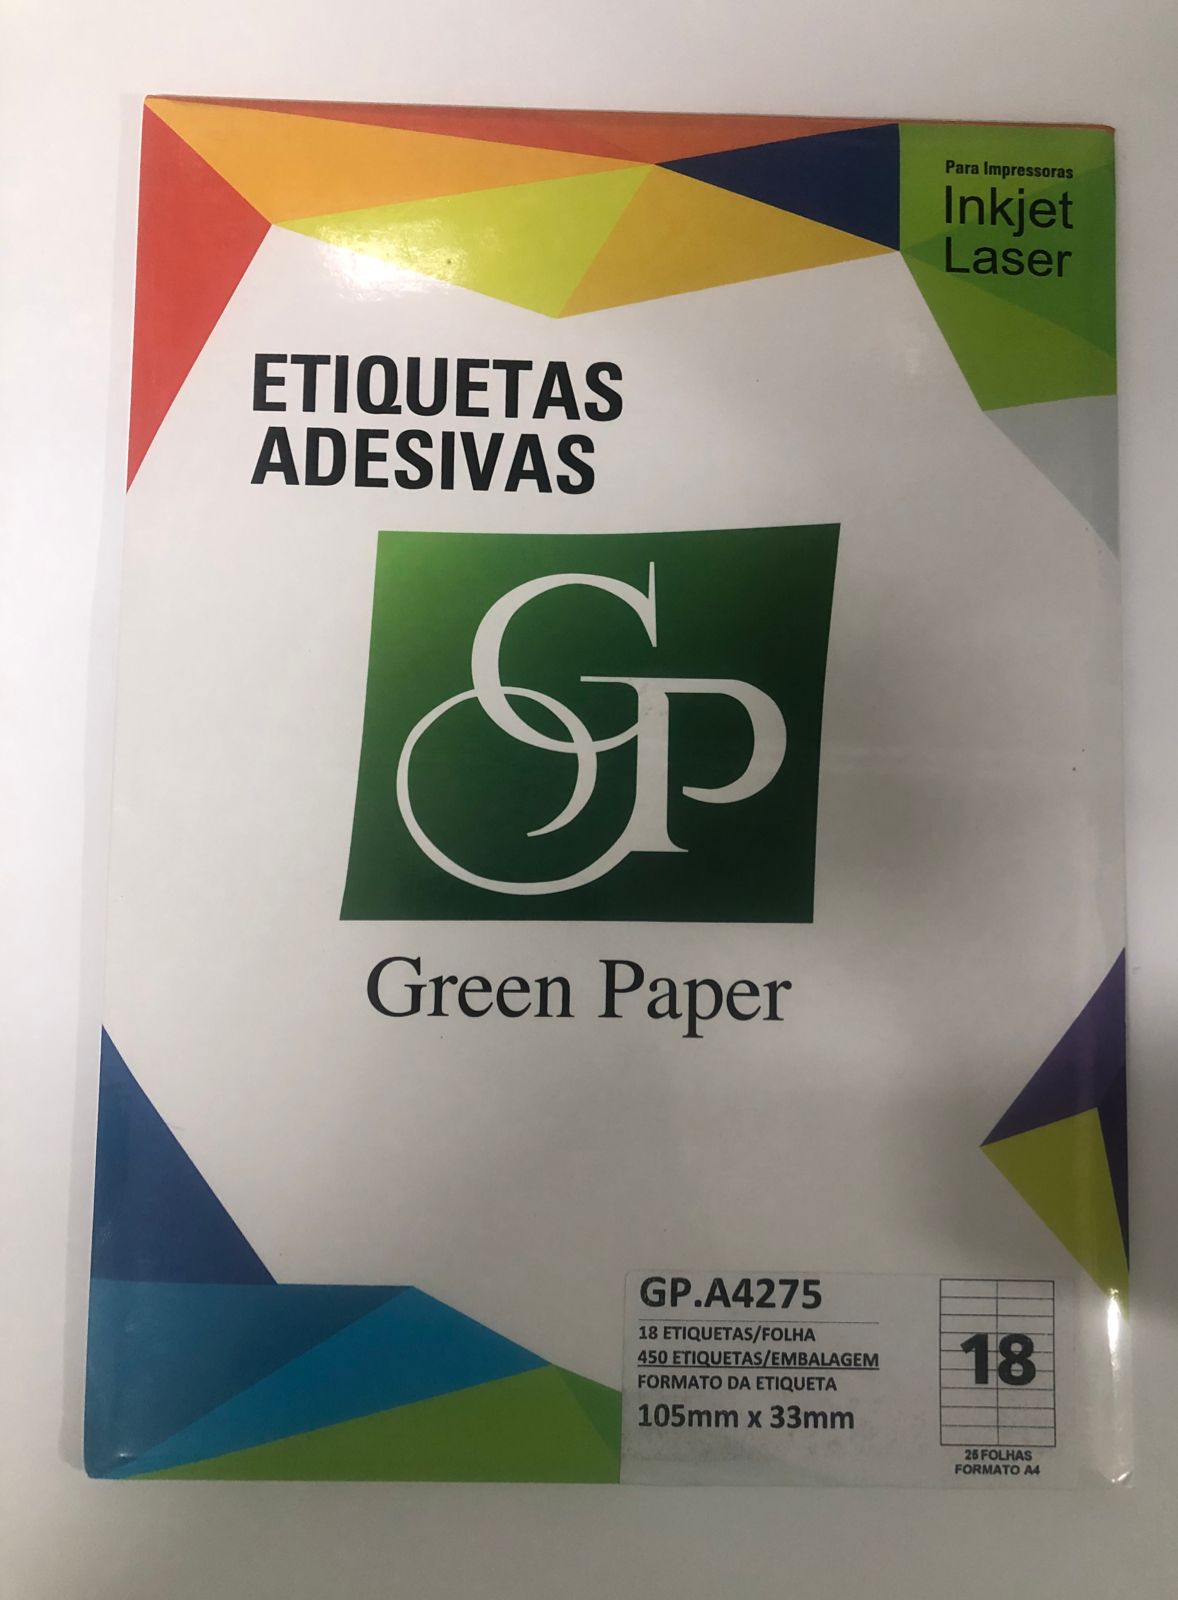 Para Impressoras
Inkjet
Laser
ETIQUETAS
ADESIVAS
GP
Green Paper
GP.A4275
18 ETIQUETAS/FOLHA
450 ETIQUETAS/EMBALAGEM
FORMATO DA ETIQUETA
105mm x 33mm
18
25 FOLHAS
FORMATO A4